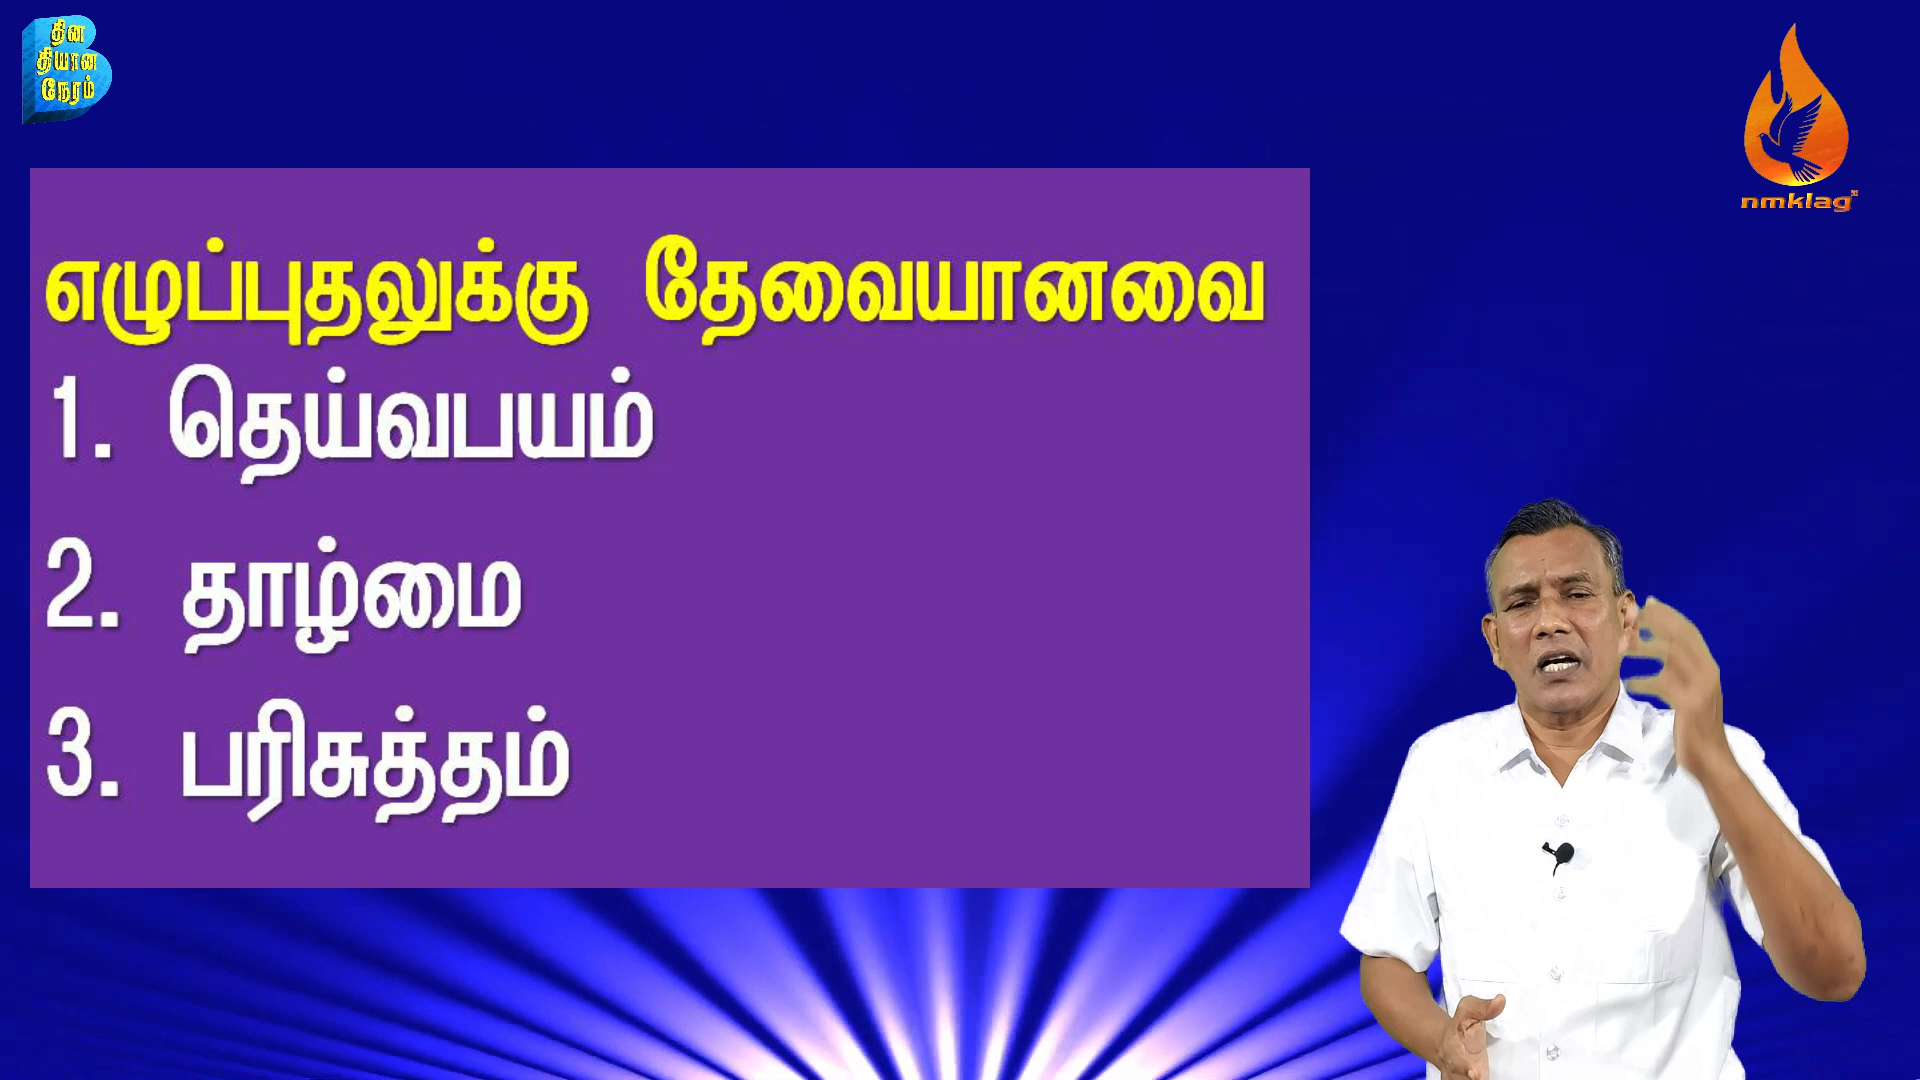 தின
தியான
நேரம்
nmklag
எழுப்புதலுக்கு தேவையானவை
1. தெய்வபயம்
2. தாழ்மை
3. பரிசுத்தம்